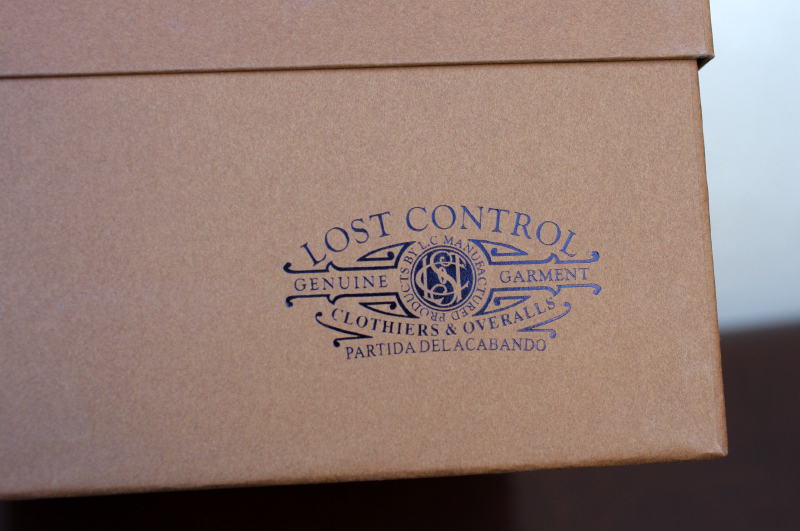 LOST CONTROL
PRODUCTS BY L.C MANUFACTURED
GENUINE GARMENT
CLOTHIERS & OVERALLS
PARTIDA DEL ACABANDO